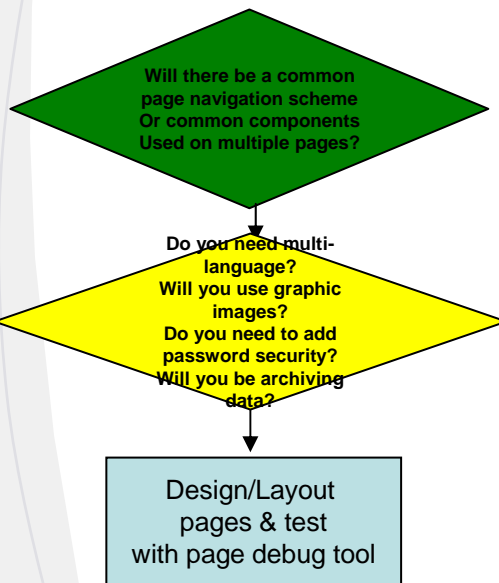 Will there be a common
page navigation scheme
Or common components
Used on multiple pages?
Do you need multi-
language?
Will you use graphic
images?
Do you need to add
password security?
Will you be archiving
data?
Design/Layout
pages & test
with page debug tool